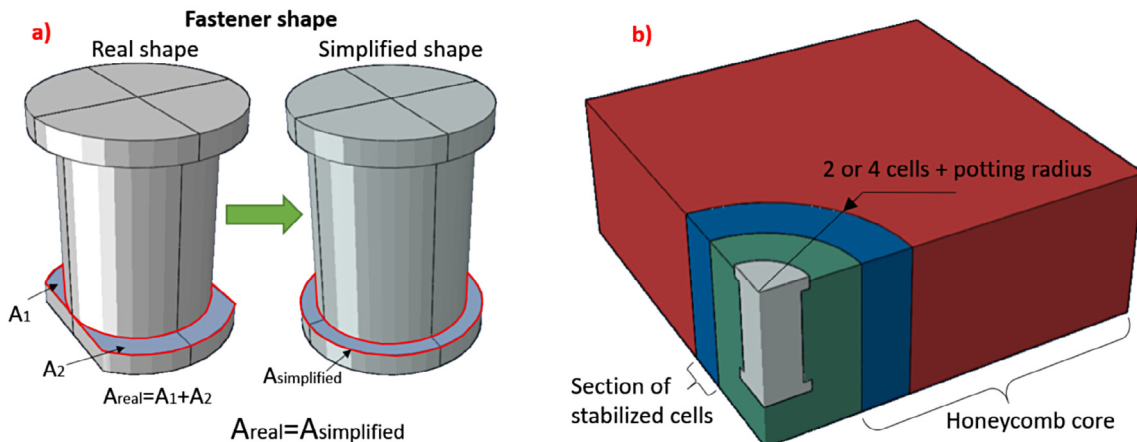 Fastener shape
a)
Real shape
Simplified shape
A1
A2
Asimplified
Areal=A1+A2
Areal=Asimplified
b)
2 or 4 cells + potting radius
Section of
stabilized cells
Honeycomb core